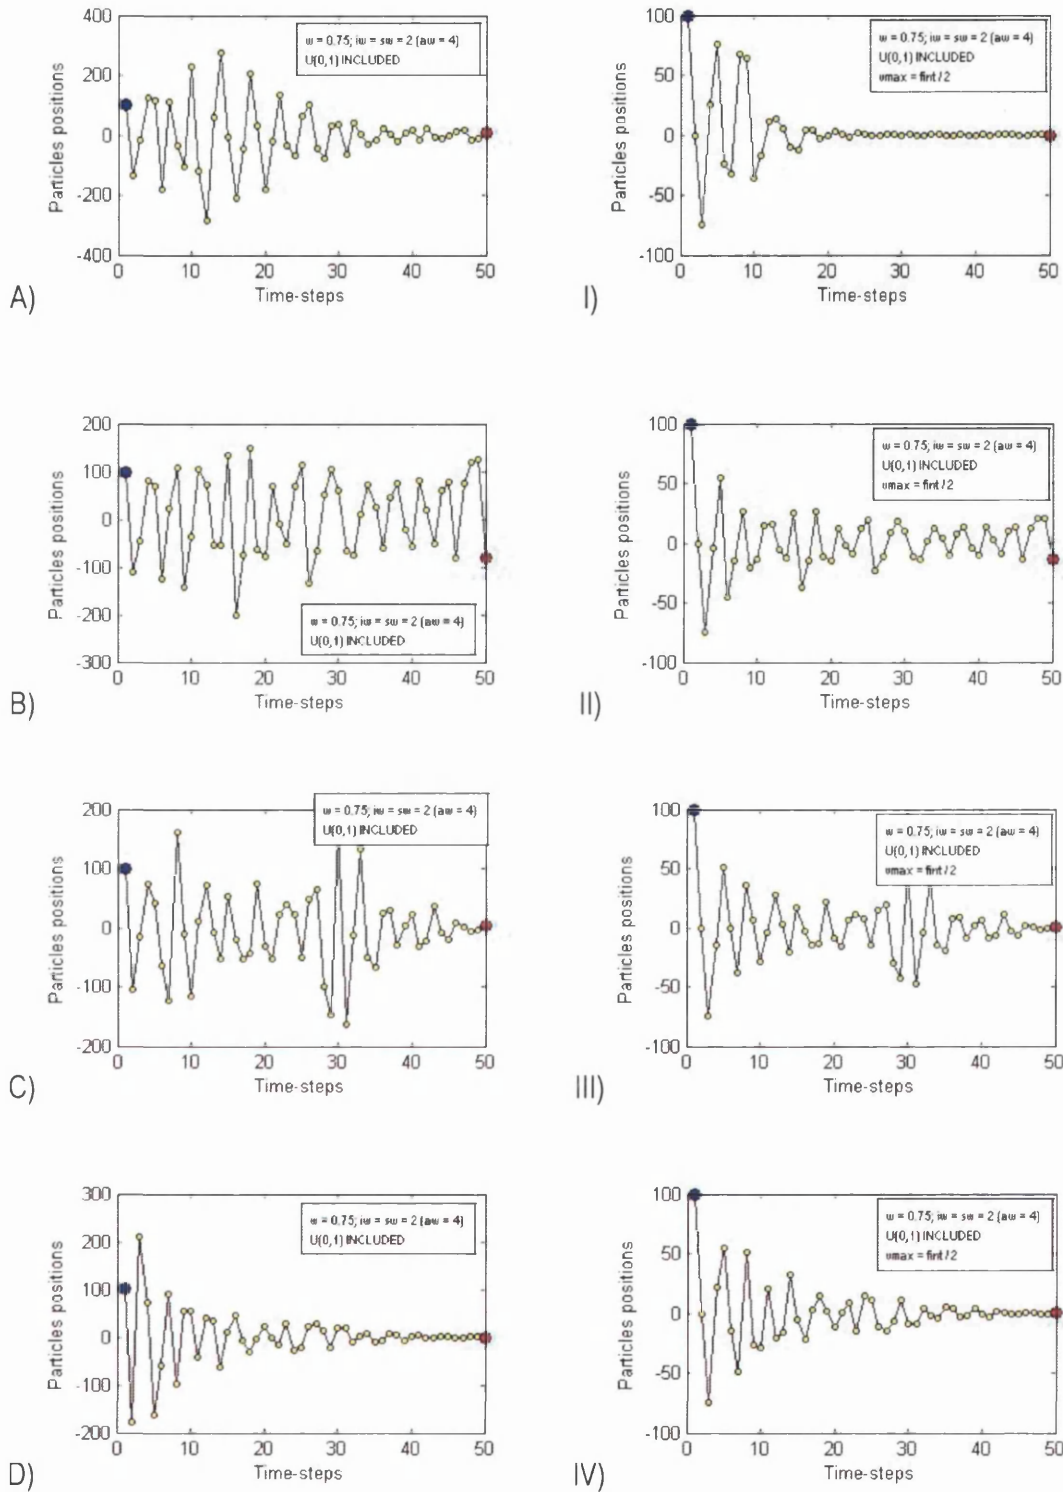 400
200
0
-200
-400
Particles positions
w = 0.75; iw = sw = 2 (aw = 4)
U(0,1) INCLUDED
0 10 20 30 40 50
Time-steps
A)
100
50
0
-50
-100
Particles positions
w = 0.75; iw = sw = 2 (aw = 4)
U(0,1) INCLUDED
vmax = fint/2
0 10 20 30 40 50
Time-steps
I)
200
100
0
-100
-200
-300
Particles positions
w = 0.75; iw = sw = 2 (aw = 4)
U(0,1) INCLUDED
0 10 20 30 40 50
Time-steps
B)
100
50
0
-50
-100
Particles positions
w = 0.75; iw = sw = 2 (aw = 4)
U(0,1) INCLUDED
vmax = fint/2
0 10 20 30 40 50
Time-steps
II)
200
100
0
-100
-200
Particles positions
w = 0.75; iw = sw = 2 (aw = 4)
U(0,1) INCLUDED
0 10 20 30 40 50
Time-steps
C)
100
50
0
-50
-100
Particles positions
w = 0.75; iw = sw = 2 (aw = 4)
U(0,1) INCLUDED
vmax = fint/2
0 10 20 30 40 50
Time-steps
III)
300
200
100
0
-100
-200
Particles positions
w = 0.75; iw = sw = 2 (aw = 4)
U(0,1) INCLUDED
0 10 20 30 40 50
Time-steps
D)
100
50
0
-50
-100
Particles positions
w = 0.75; iw = sw = 2 (aw = 4)
U(0,1) INCLUDED
vmax = fint/2
0 10 20 30 40 50
Time-steps
IV)